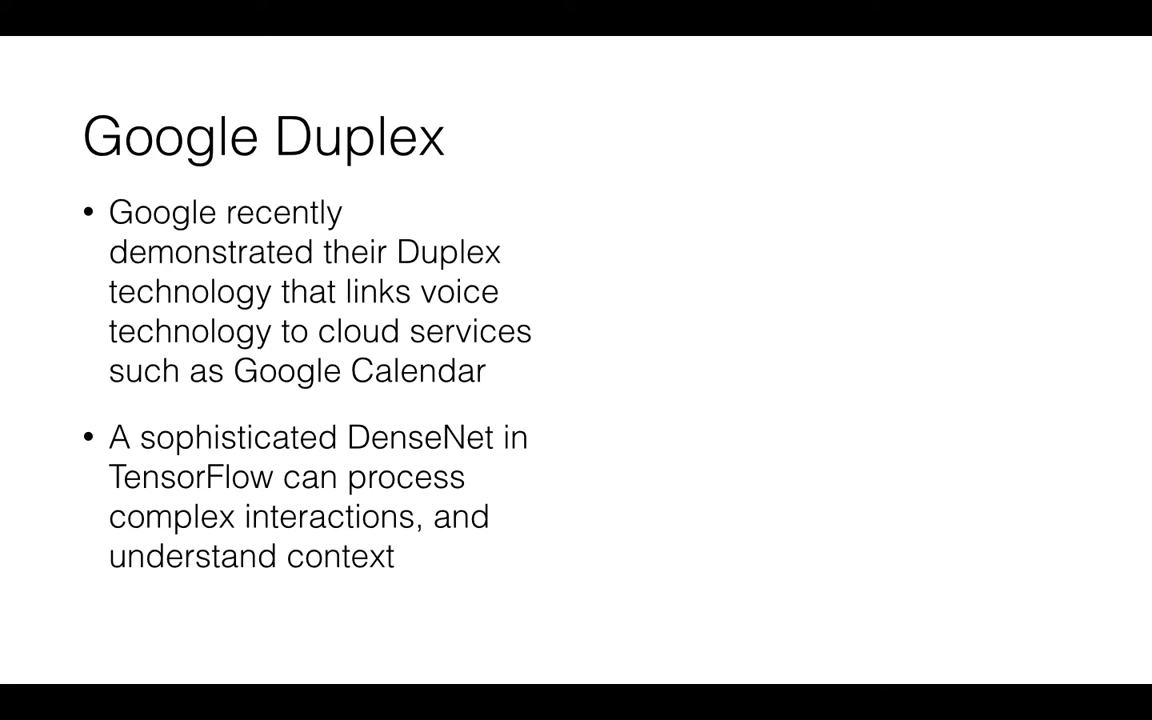 Google Duplex
• Google recently
demonstrated their Duplex
technology that links voice
technology to cloud services
such as Google Calendar
• A sophisticated DenseNet in
TensorFlow can process
complex interactions, and
understand context